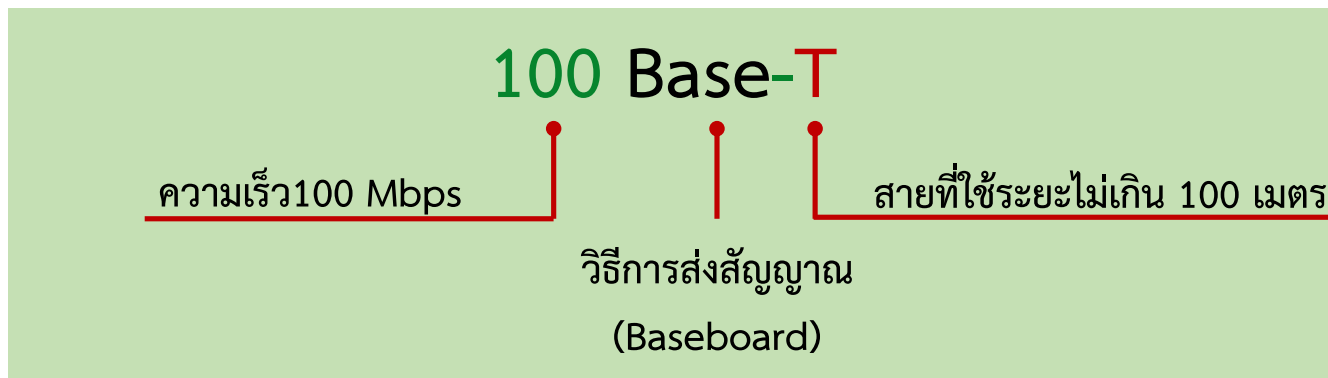 100 Base-T
ความเร็ว100 Mbps
สายที่ใช้ระยะไม่เกิน 100 เมตร
วิธีการส่งสัญญาณ
(Baseboard)